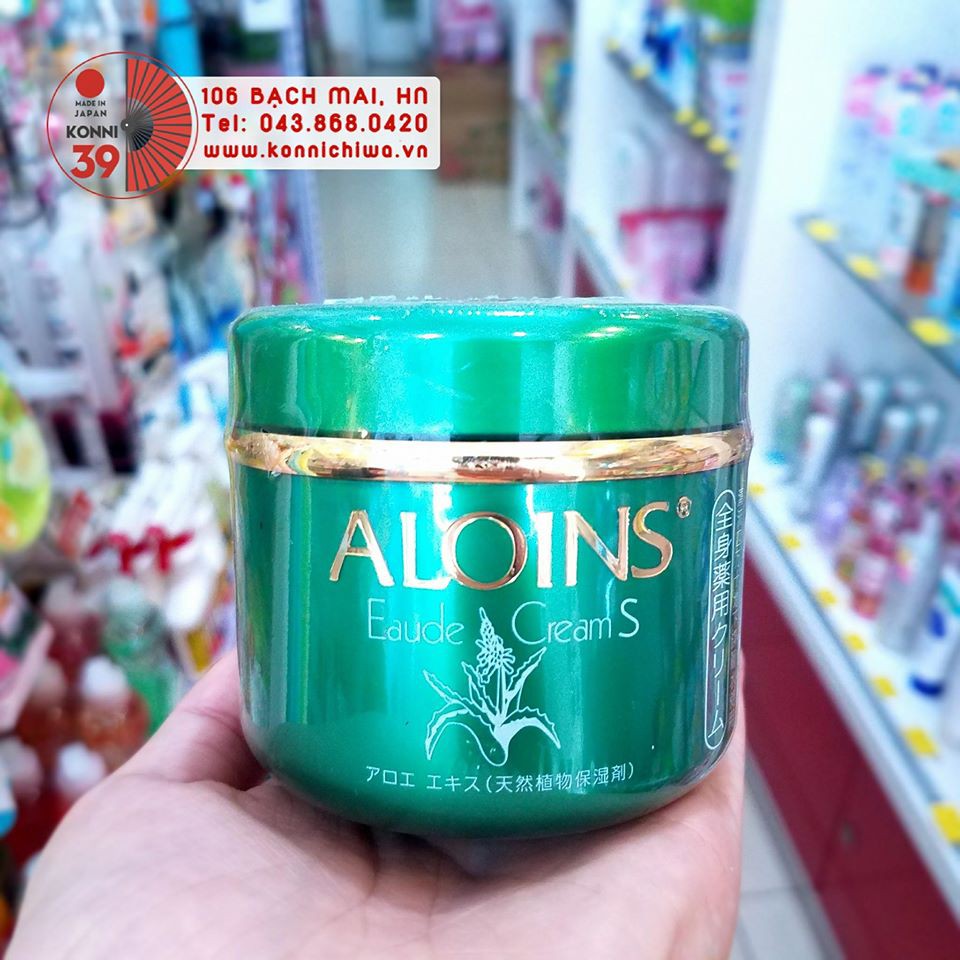 MADE IN
JAPAN
KONNI
39
106 BẠCH MAI, HN
Tel: 043.868.0420
www.konnichiwa.vn
ALOINS®
Eaude Cream S
アロエ エキス(天然植物保湿剤)
全身薬用クリーム